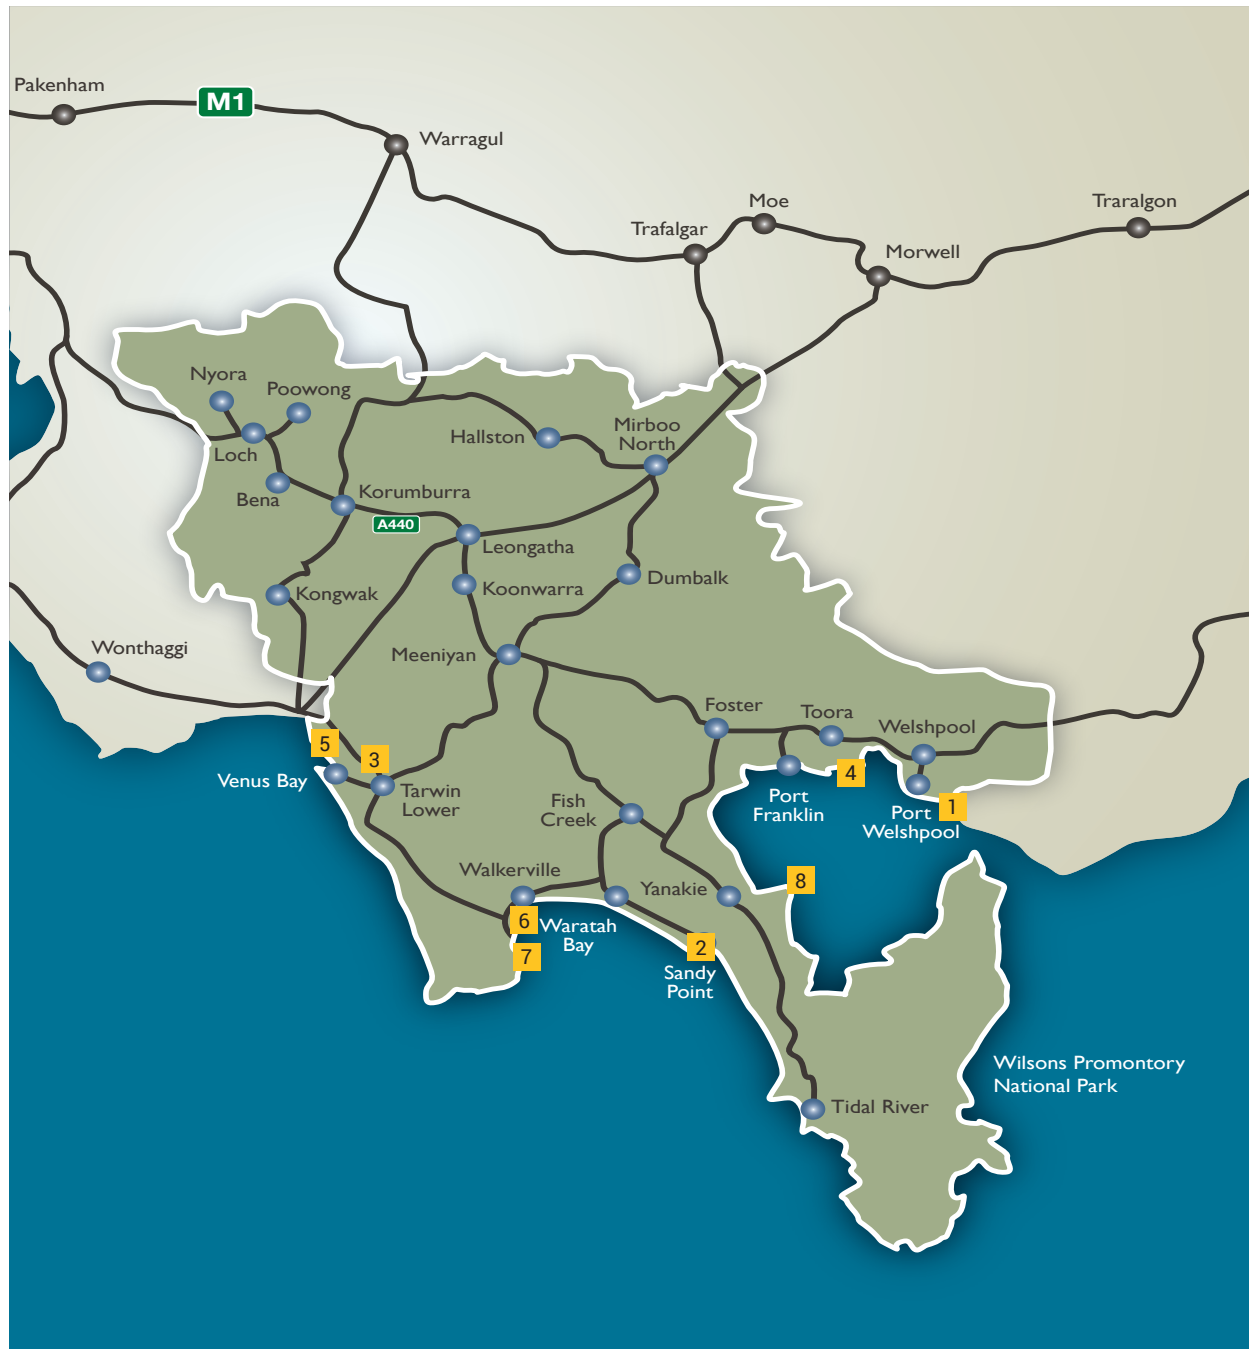 Pakenham
M1
Warragul
Moe
Traralgon
Trafalgar
Morwell
Nyora
Poowong
Mirboo
North
Hallston
Loch
Bena
Korumburra
A440
Leongatha
Dumbalk
Koonwarra
Kongwak
Wonthaggi
Meeniyan
Foster
Toora
Welshpool
5
3
Venus Bay
4
Tarwin
Lower
Port
Franklin
1
Port
Welshpool
Fish
Creek
Walkerville
Yanakie
8
6
Waratah
Bay
7
2
Sandy
Point
Wilsons Promontory
National Park
Tidal River